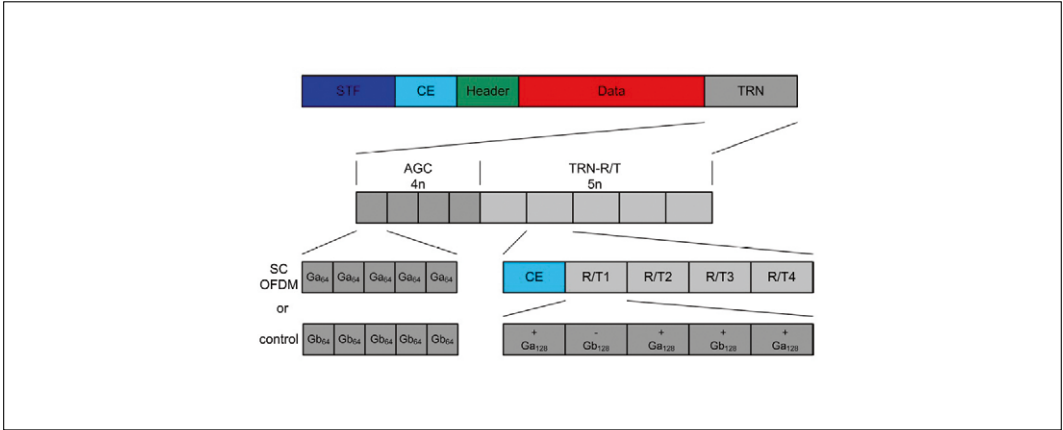 STF CE Header Data TRN
AGC TRN-R/T
4n 5n
SC
OFDM
Ga64 Ga64 Ga64 Ga64 Ga64
CE R/T1 R/T2 R/T3 R/T4
or
control
Gb64 Gb64 Gb64 Gb64 Gb64
+ - + + +
Ga128 Gb128 Ga128 Gb128 Ga128